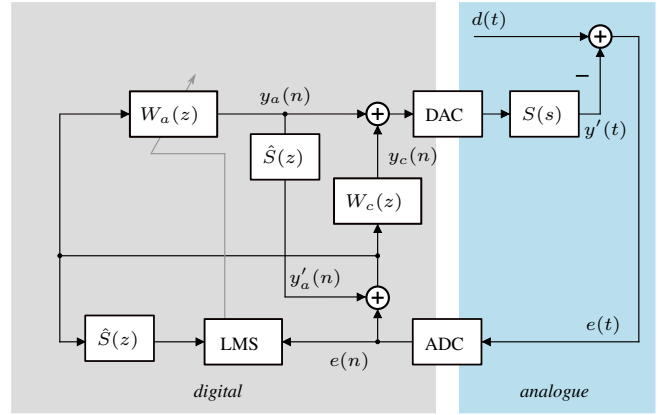 d(t)
+
−
W_a(z)
y_a(n)
+
DAC
S(s)
y′(t)
Ŝ(z)
y_c(n)
W_c(z)
y′_a(n)
+
Ŝ(z)
LMS
e(n)
ADC
e(t)
digital
analogue